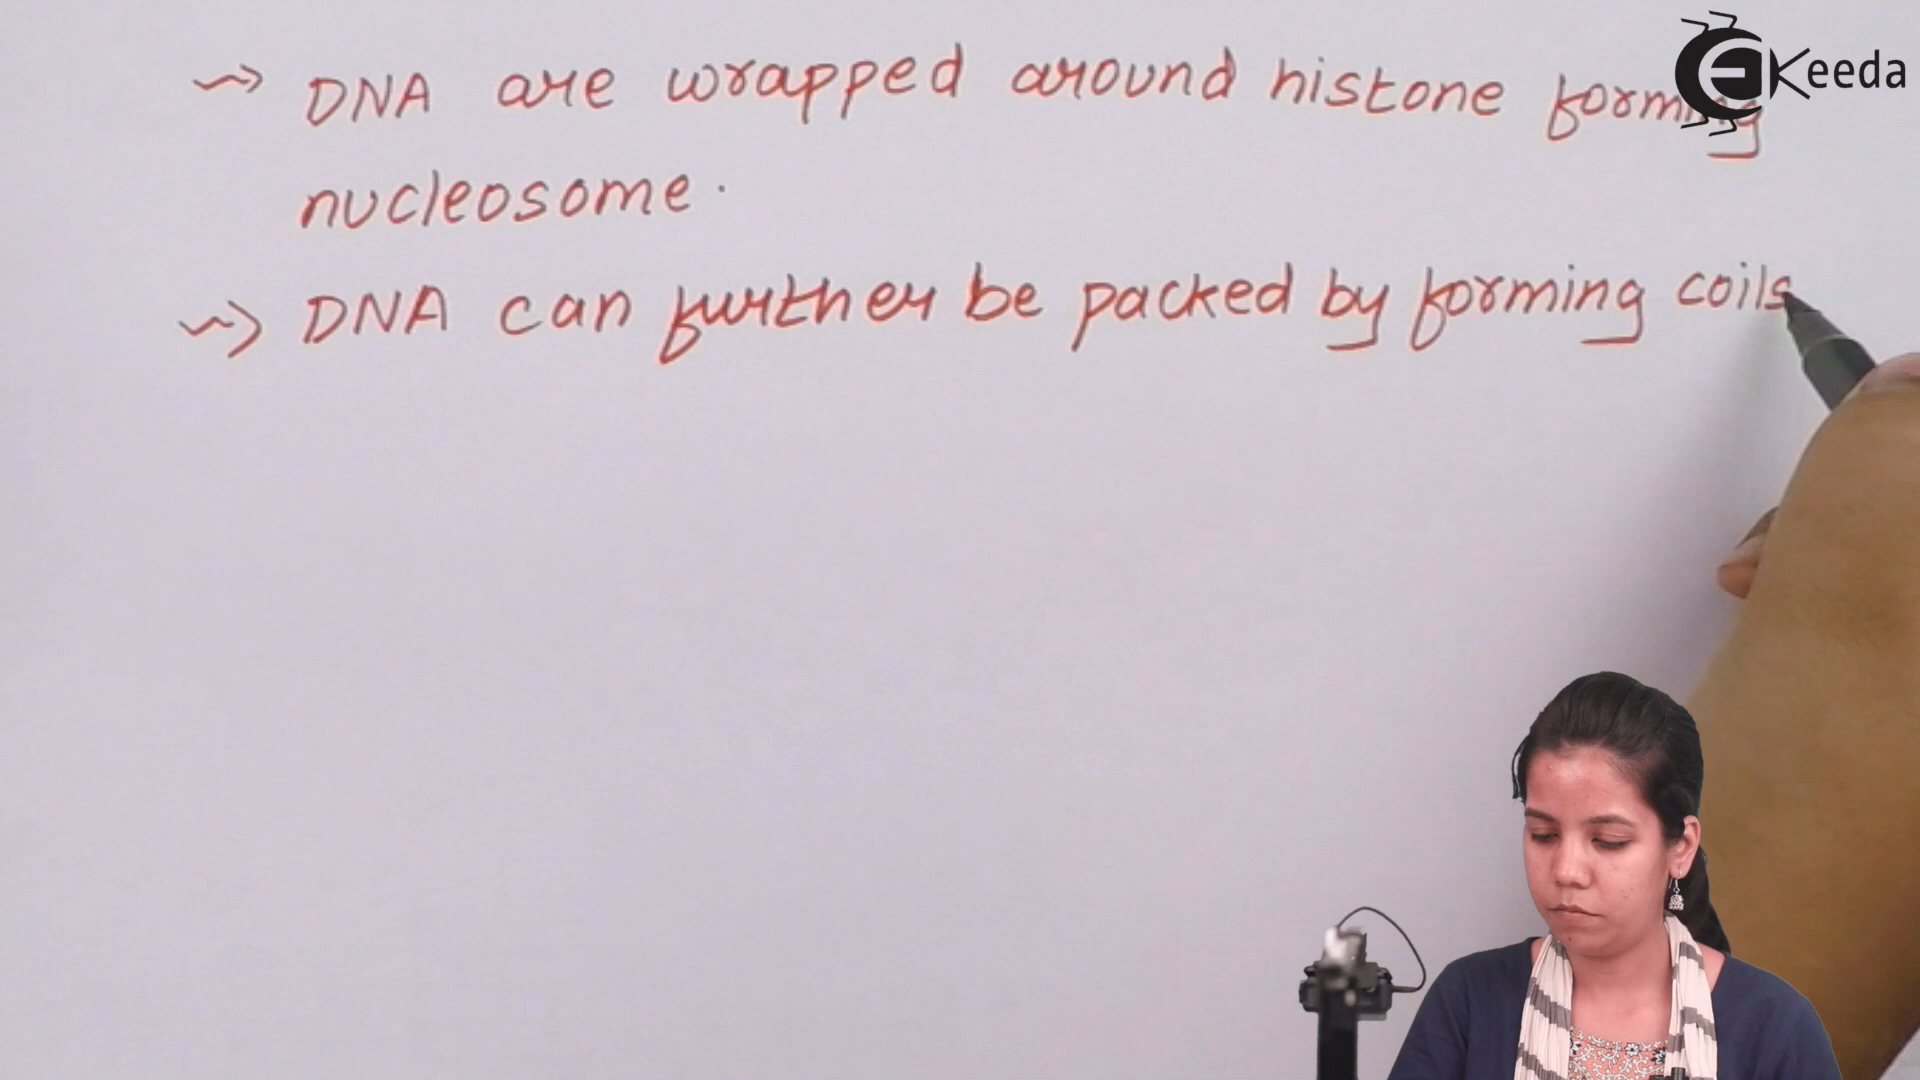 Keeda
~> DNA are wrapped around histone forming
nucleosome.
~> DNA can further be packed by forming coils